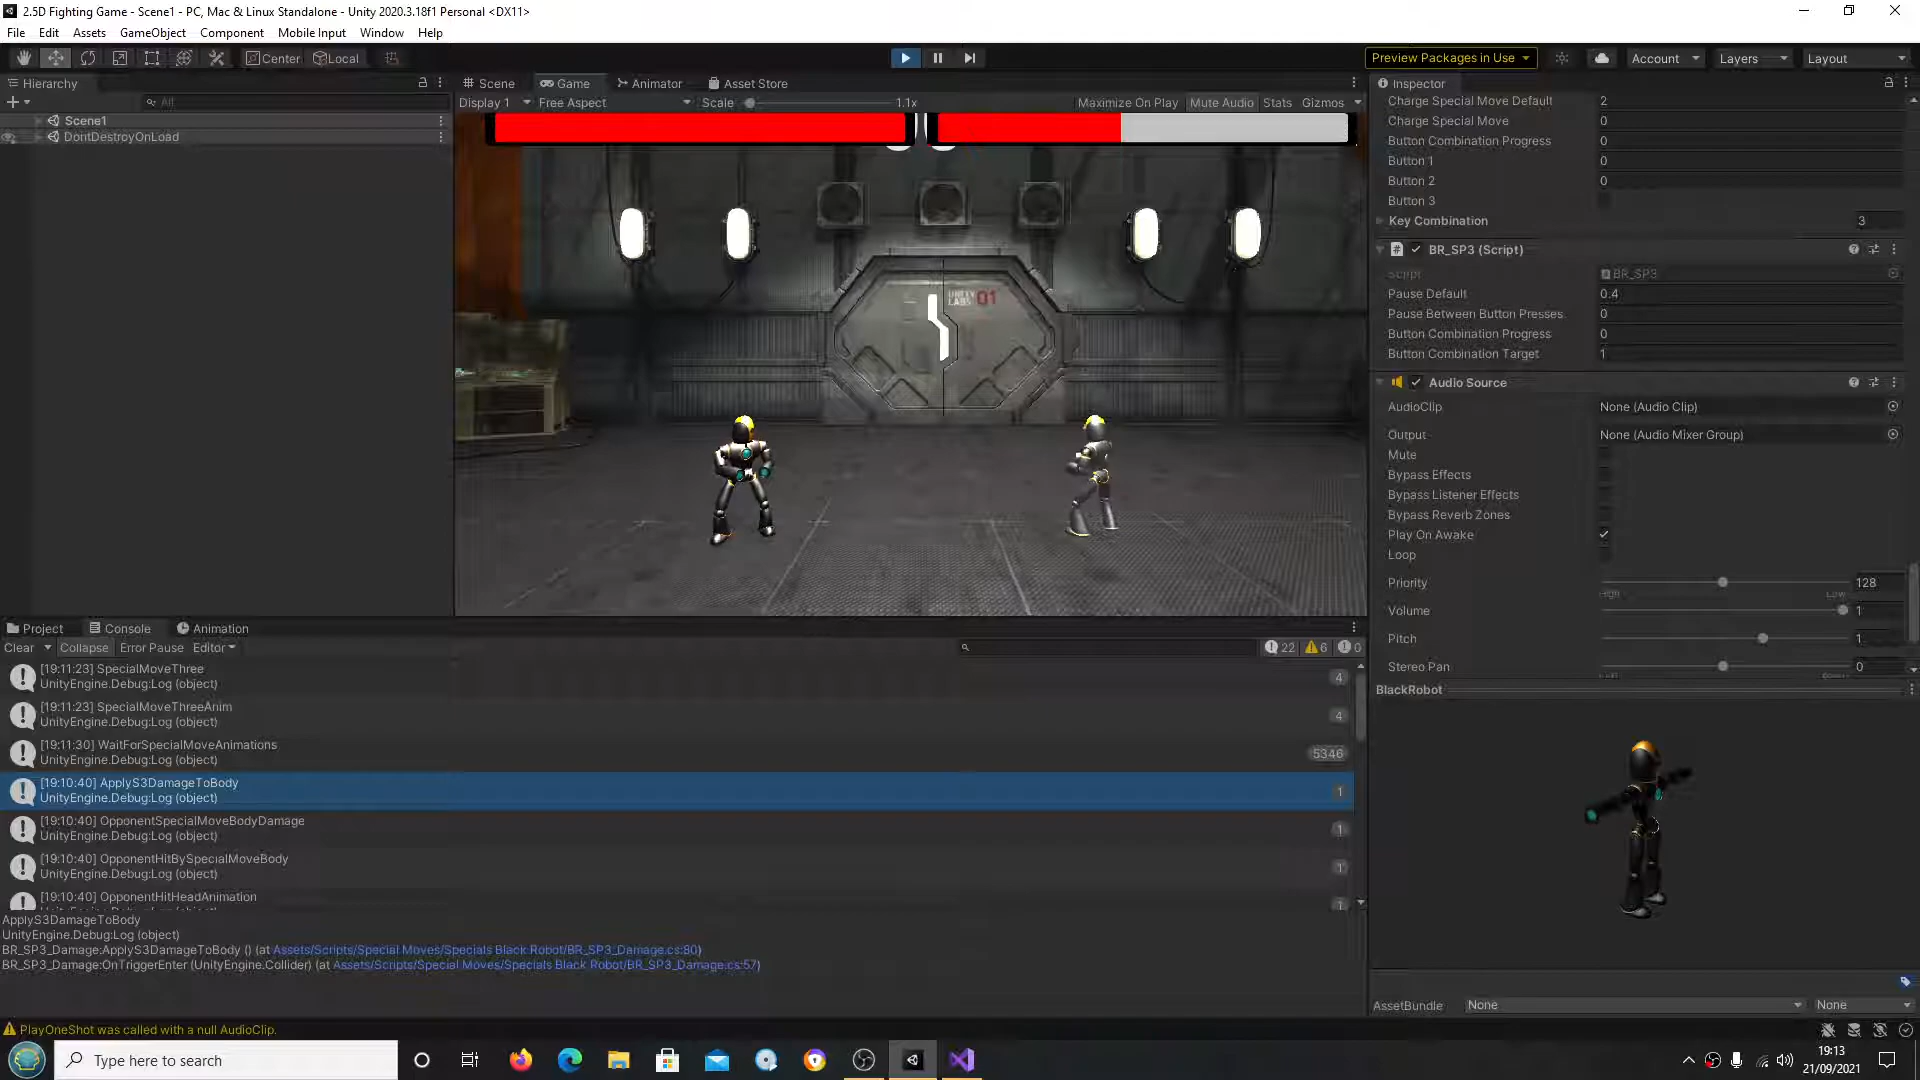 2.5D Fighting Game - Scene1 - PC, Mac & Linux Standalone - Unity 2020.3.18f1 Personal <DX11>
File Edit Assets GameObject Component Mobile Input Window Help
Center Local
Preview Packages in Use Account Layers Layout
Hierarchy
All
Scene1
DontDestroyOnLoad
Scene Game Animator Asset Store
Display 1 Free Aspect Scale 1.1x Maximize On Play Mute Audio Stats Gizmos
UNITY
LABS 01
Inspector
Charge Special Move Default 2
Charge Special Move 0
Button Combination Progress 0
Button 1 0
Button 2 0
Button 3
Key Combination 3
BR_SP3 (Script)
Script BR_SP3
Pause Default 0.4
Pause Between Button Presses 0
Button Combination Progress 0
Button Combination Target 1
Audio Source
AudioClip None (Audio Clip)
Output None (Audio Mixer Group)
Mute
Bypass Effects
Bypass Listener Effects
Bypass Reverb Zones
Play On Awake
Loop
Priority 128
High Low
Volume 1
Pitch 1
Stereo Pan 0
BlackRobot
AssetBundle None None
Project Console Animation
Clear Collapse Error Pause Editor 22 6 0
[19:11:23] SpecialMoveThree
UnityEngine.Debug:Log (object) 4
[19:11:23] SpecialMoveThreeAnim
UnityEngine.Debug:Log (object) 4
[19:11:30] WaitForSpecialMoveAnimations
UnityEngine.Debug:Log (object) 5346
[19:10:40] ApplyS3DamageToBody
UnityEngine.Debug:Log (object) 1
[19:10:40] OpponentSpecialMoveBodyDamage
UnityEngine.Debug:Log (object) 1
[19:10:40] OpponentHitBySpecialMoveBody
UnityEngine.Debug:Log (object) 1
[19:10:40] OpponentHitHeadAnimation
1
ApplyS3DamageToBody
UnityEngine.Debug:Log (object)
BR_SP3_Damage:ApplyS3DamageToBody () (at Assets/Scripts/Special Moves/Specials Black Robot/BR_SP3_Damage.cs:80)
BR_SP3_Damage:OnTriggerEnter (UnityEngine.Collider) (at Assets/Scripts/Special Moves/Specials Black Robot/BR_SP3_Damage.cs:57)
PlayOneShot was called with a null AudioClip.
Type here to search
19:13
21/09/2021